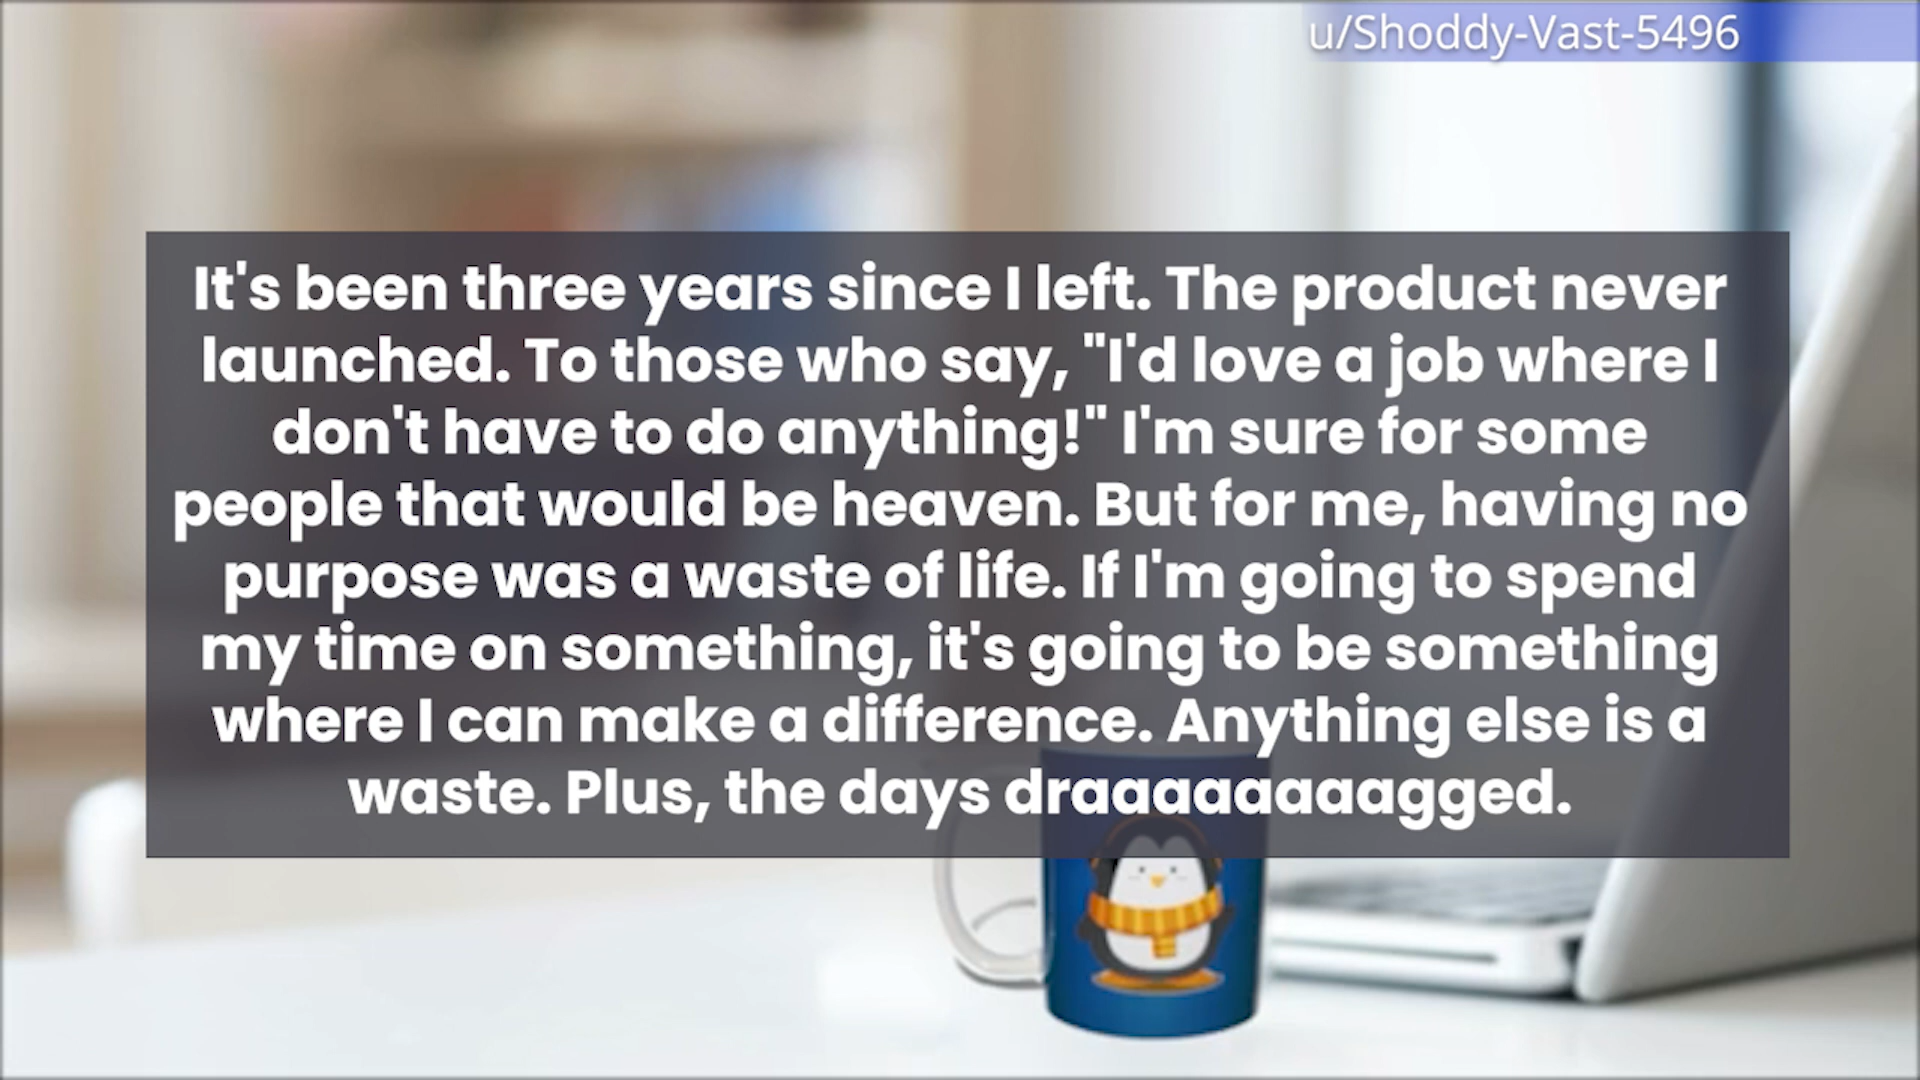 u/Shoddy-Vast-5496
It's been three years since I left. The product never
launched. To those who say, "I'd love a job where I
don't have to do anything!" I'm sure for some
people that would be heaven. But for me, having no
purpose was a waste of life. If I'm going to spend
my time on something, it's going to be something
where I can make a difference. Anything else is a
waste. Plus, the days draaaaaaaaagged.